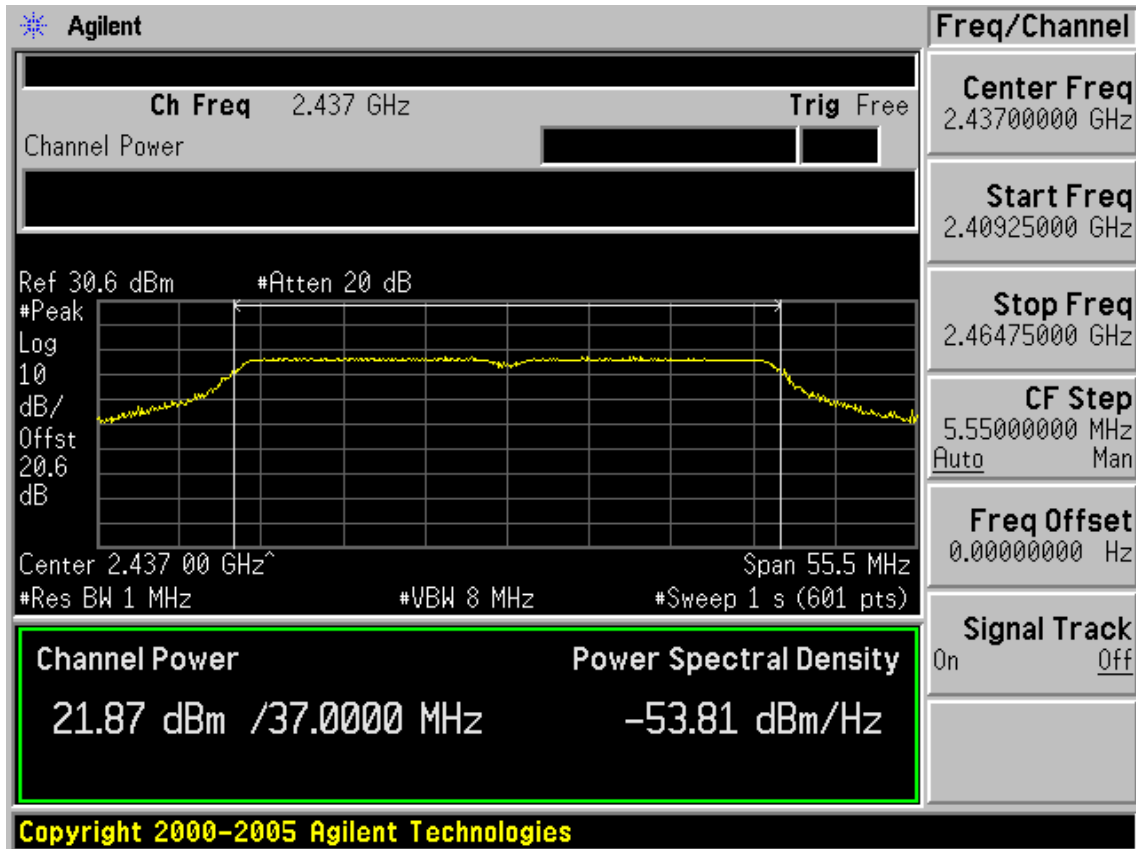 Agilent
Ch Freq 2.437 GHz Trig Free
Channel Power
Ref 30.6 dBm #Atten 20 dB
#Peak
Log
10
dB/
Offst
20.6
dB
Center 2.437 00 GHz^ Span 55.5 MHz
#Res BW 1 MHz #VBW 8 MHz #Sweep 1 s (601 pts)
Channel Power Power Spectral Density
21.87 dBm /37.0000 MHz -53.81 dBm/Hz
Freq/Channel
Center Freq
2.43700000 GHz
Start Freq
2.40925000 GHz
Stop Freq
2.46475000 GHz
CF Step
5.55000000 MHz
Auto Man
Freq Offset
0.00000000 Hz
Signal Track
On Off
Copyright 2000-2005 Agilent Technologies